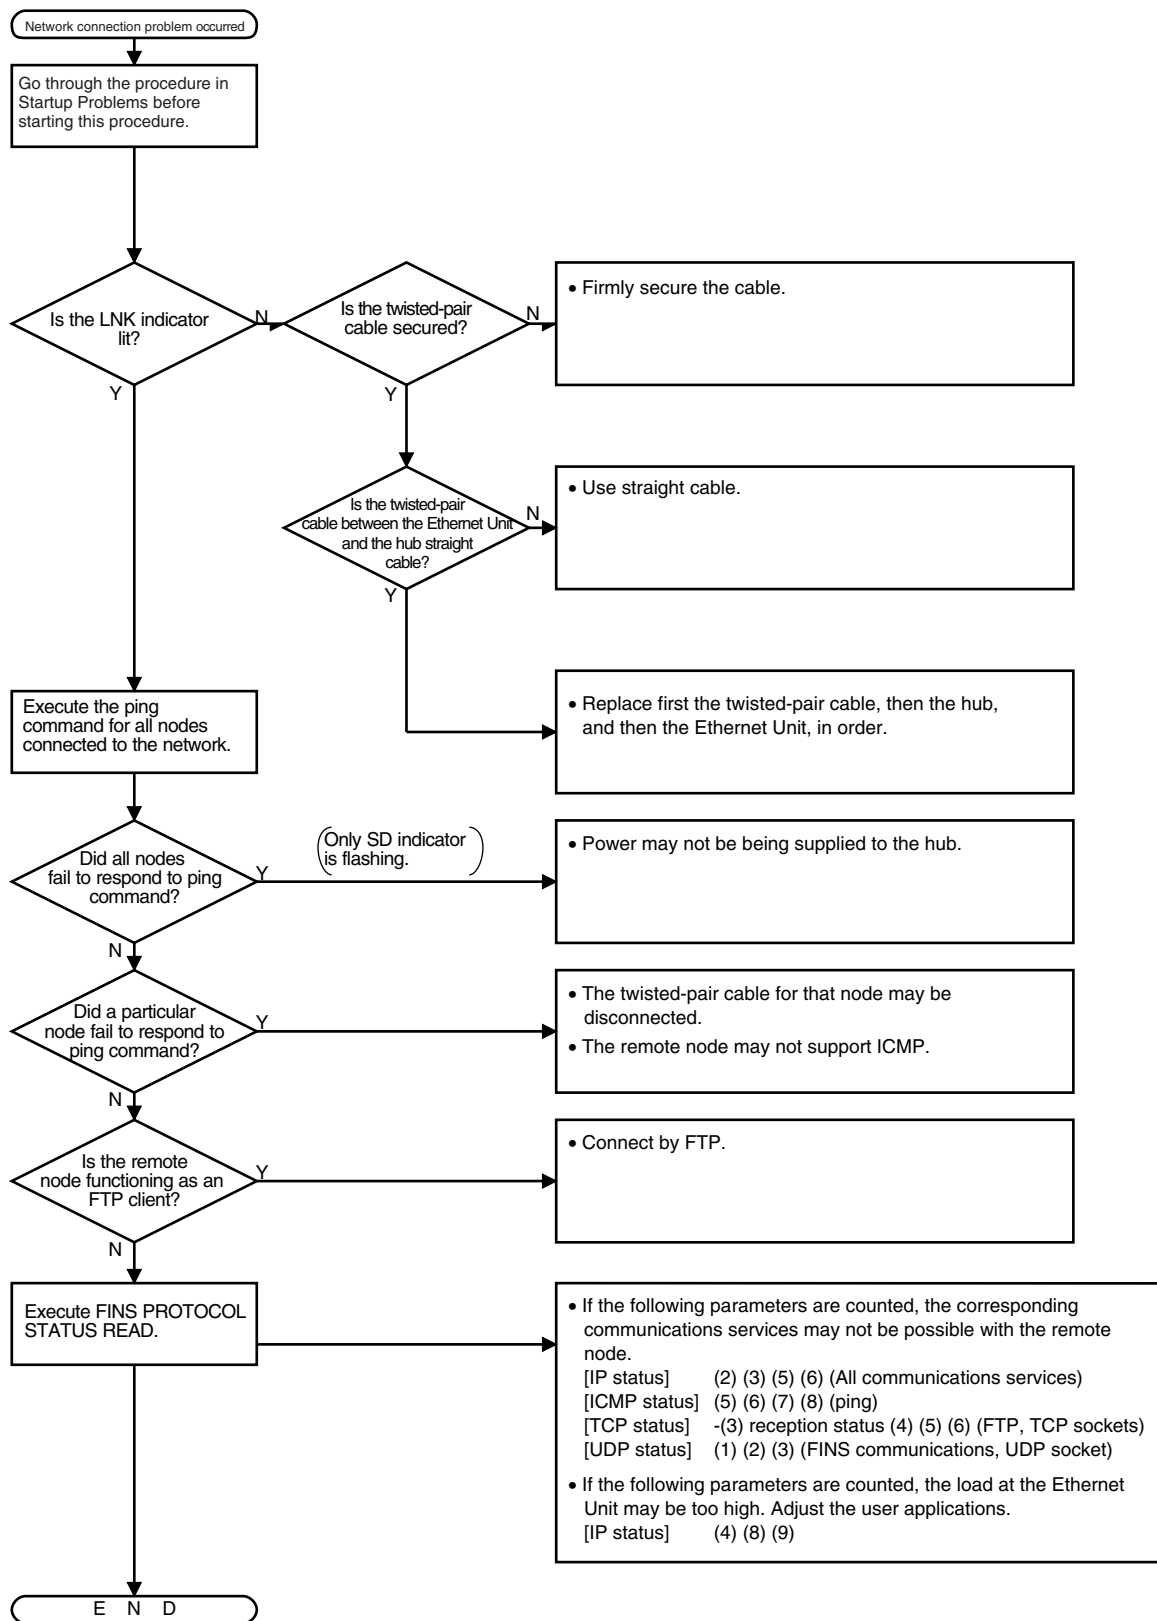 Network connection problem occurred
Go through the procedure in
Startup Problems before
starting this procedure.
Is the LNK indicator
lit?
N
Y
Is the twisted-pair
cable secured?
N
Y
• Firmly secure the cable.
Is the twisted-pair
cable between the Ethernet Unit
and the hub straight
cable?
N
Y
• Use straight cable.
• Replace first the twisted-pair cable, then the hub,
and then the Ethernet Unit, in order.
Execute the ping
command for all nodes
connected to the network.
Did all nodes
fail to respond to ping
command?
Y
N
(Only SD indicator
is flashing. )
• Power may not be being supplied to the hub.
Did a particular
node fail to respond to
ping command?
Y
N
• The twisted-pair cable for that node may be
disconnected.
• The remote node may not support ICMP.
Is the remote
node functioning as an
FTP client?
Y
N
• Connect by FTP.
Execute FINS PROTOCOL
STATUS READ.
• If the following parameters are counted, the corresponding
communications services may not be possible with the remote
node.
[IP status] (2) (3) (5) (6) (All communications services)
[ICMP status] (5) (6) (7) (8) (ping)
[TCP status] -(3) reception status (4) (5) (6) (FTP, TCP sockets)
[UDP status] (1) (2) (3) (FINS communications, UDP socket)
• If the following parameters are counted, the load at the Ethernet
Unit may be too high. Adjust the user applications.
[IP status] (4) (8) (9)
E N D